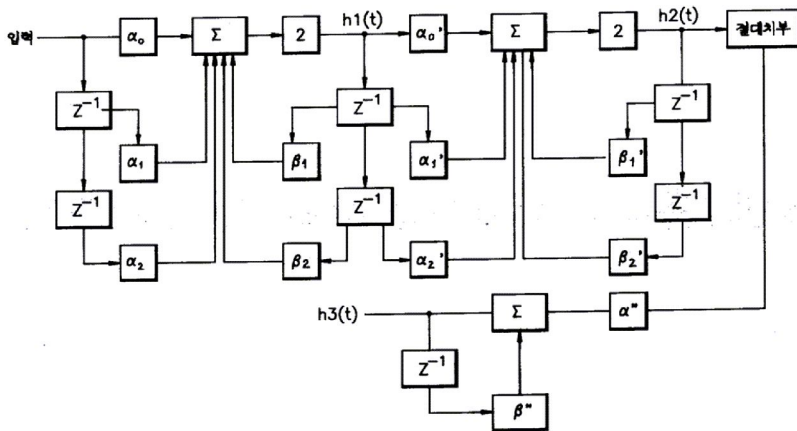 h1(t) h2(t)
입력 α₀ Σ 2 α₀' Σ 2 절대치부
Z⁻¹ Z⁻¹ Z⁻¹
α₁ β₁ α₁' β₁'
Z⁻¹ Z⁻¹ Z⁻¹
α₂ β₂ α₂' β₂'
h3(t) Σ α"
Z⁻¹
β"